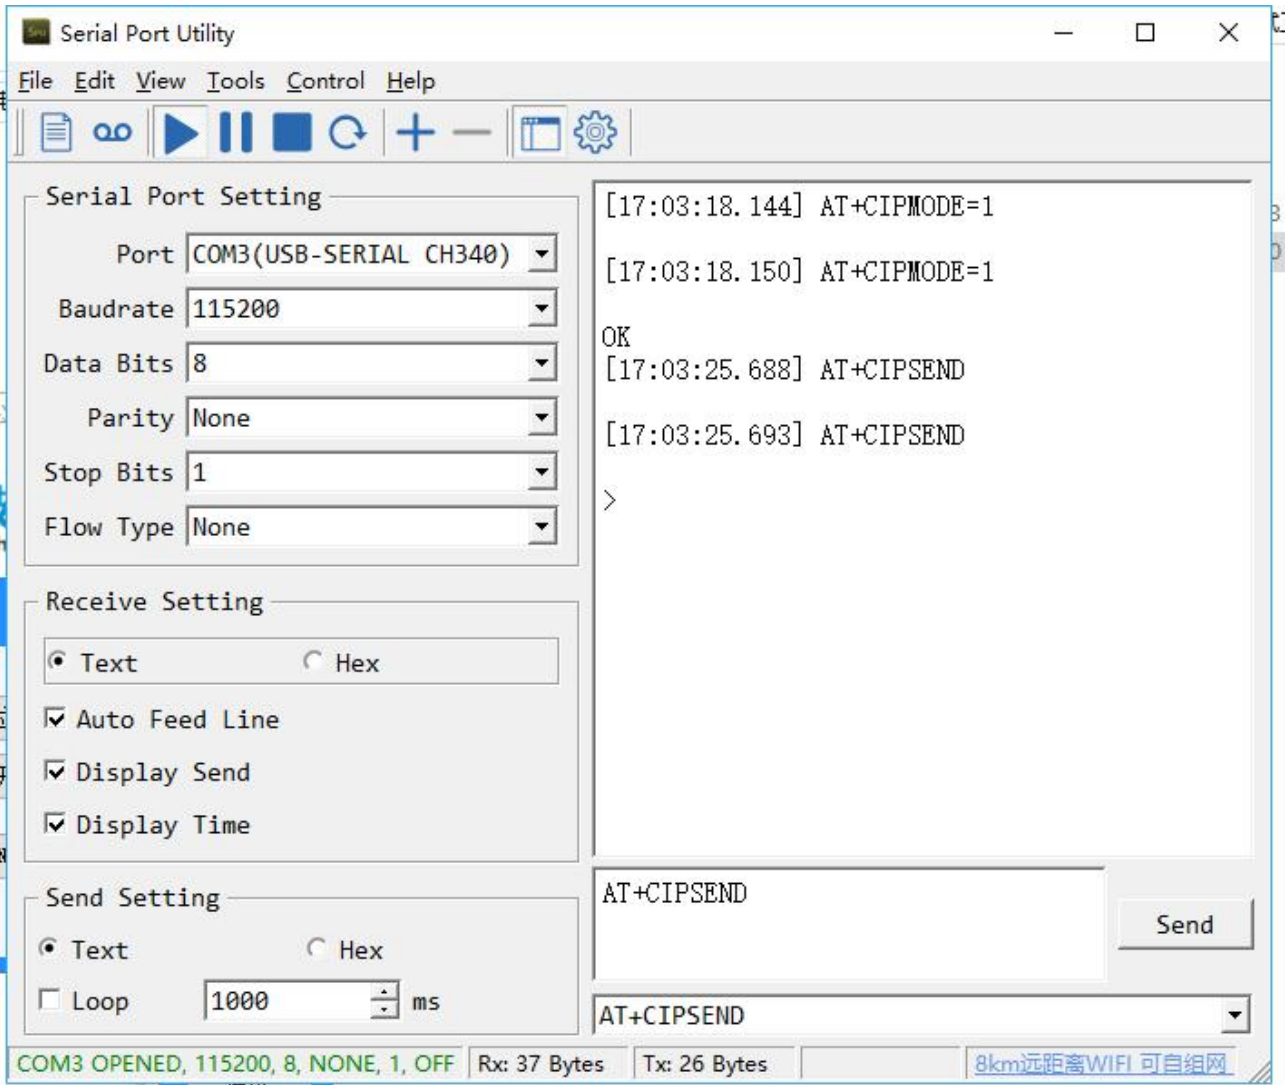 Serial Port Utility
File Edit View Tools Control Help
Serial Port Setting
Port COM3(USB-SERIAL CH340)
Baudrate 115200
Data Bits 8
Parity None
Stop Bits 1
Flow Type None
Receive Setting
Text Hex
Auto Feed Line
Display Send
Display Time
Send Setting
Text Hex
Loop 1000 ms
[17:03:18.144] AT+CIPMODE=1
[17:03:18.150] AT+CIPMODE=1
OK
[17:03:25.688] AT+CIPSEND
[17:03:25.693] AT+CIPSEND
>
AT+CIPSEND
Send
AT+CIPSEND
COM3 OPENED, 115200, 8, NONE, 1, OFF Rx: 37 Bytes Tx: 26 Bytes 8km远距离WIFI 可自组网